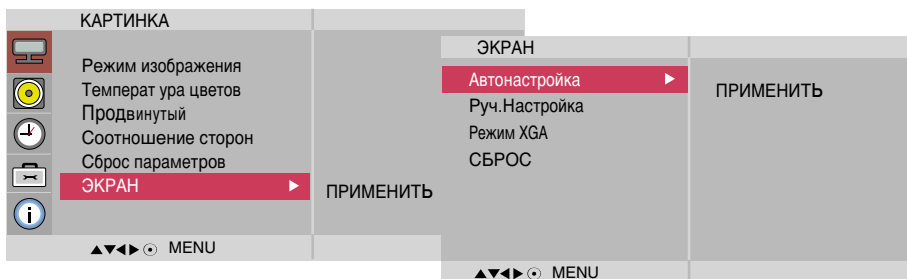 КАРТИНКА
Режим изображения
Температ ура цветов
Продвинутый
Соотношение сторон
Сброс параметров
ЭКРАН ▶
ПРИМЕНИТЬ
▲▼◀▶⊙ MENU
ЭКРАН
Автонастройка ▶
ПРИМЕНИТЬ
Руч.Настройка
Режим XGA
СБРОС
▲▼◀▶⊙ MENU